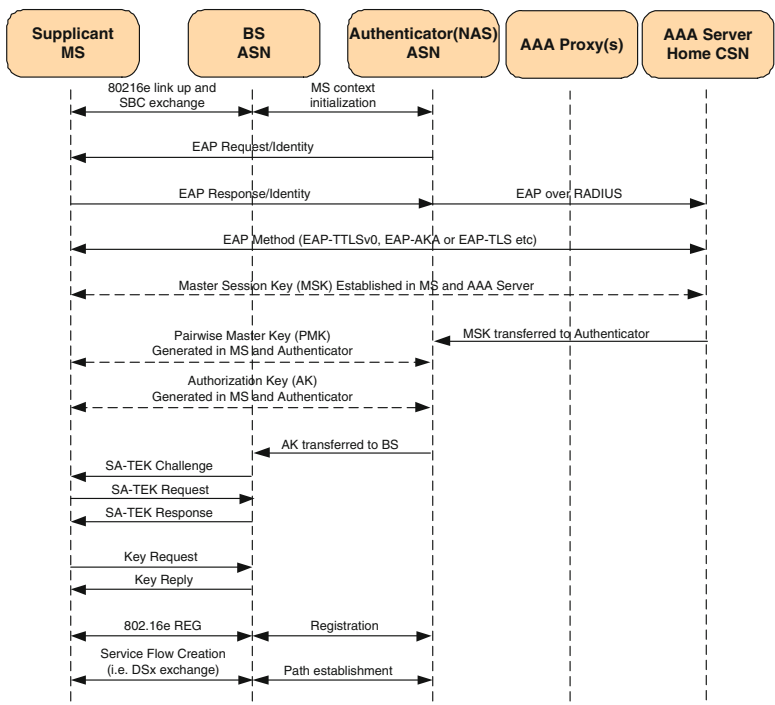 Supplicant
MS
BS
ASN
Authenticator(NAS)
ASN
AAA Proxy(s)
AAA Server
Home CSN
80216e link up and
SBC exchange
MS context
initialization
EAP Request/Identity
EAP Response/Identity
EAP over RADIUS
EAP Method (EAP-TTLSv0, EAP-AKA or EAP-TLS etc)
Master Session Key (MSK) Established in MS and AAA Server
MSK transferred to Authenticator
Pairwise Master Key (PMK)
Generated in MS and Authenticator
Authorization Key (AK)
Generated in MS and Authenticator
AK transferred to BS
SA-TEK Challenge
SA-TEK Request
SA-TEK Response
Key Request
Key Reply
802.16e REG
Registration
Service Flow Creation
(i.e. DSx exchange)
Path establishment